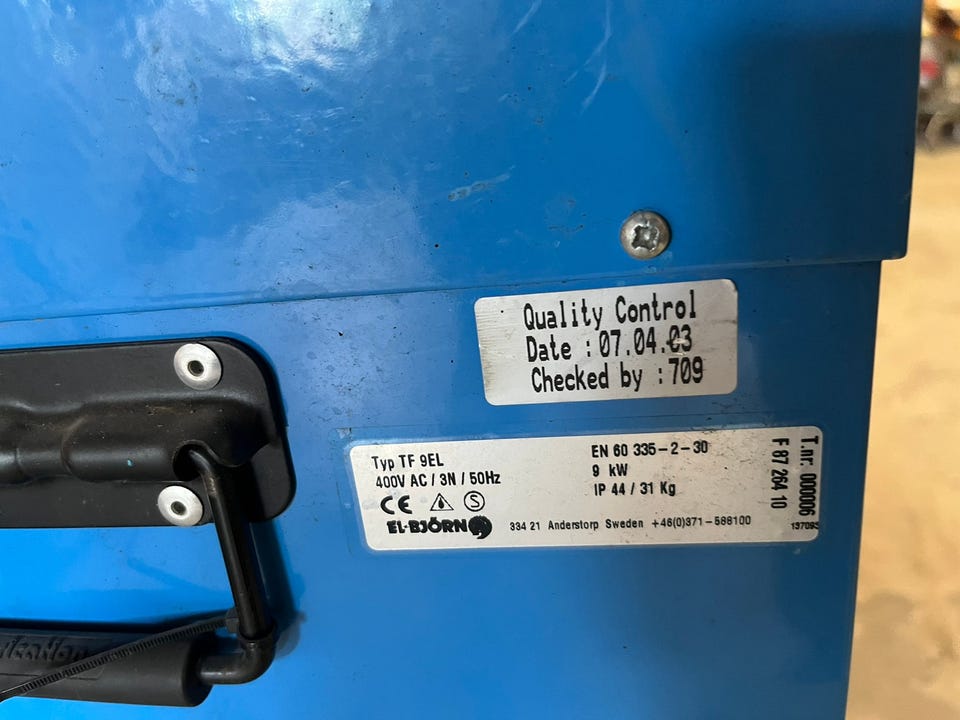 Quality Control
Date : 07.04.03
Checked by : 709
Typ TF 9EL
400V AC / 3N / 50Hz
CE S
EL-BJÖRN
EN 60 335-2-30
9 kW
IP 44 / 31 Kg
334 21 Anderstorp Sweden +46(0)371-588100
T.nr. 000006
F 87 264 10